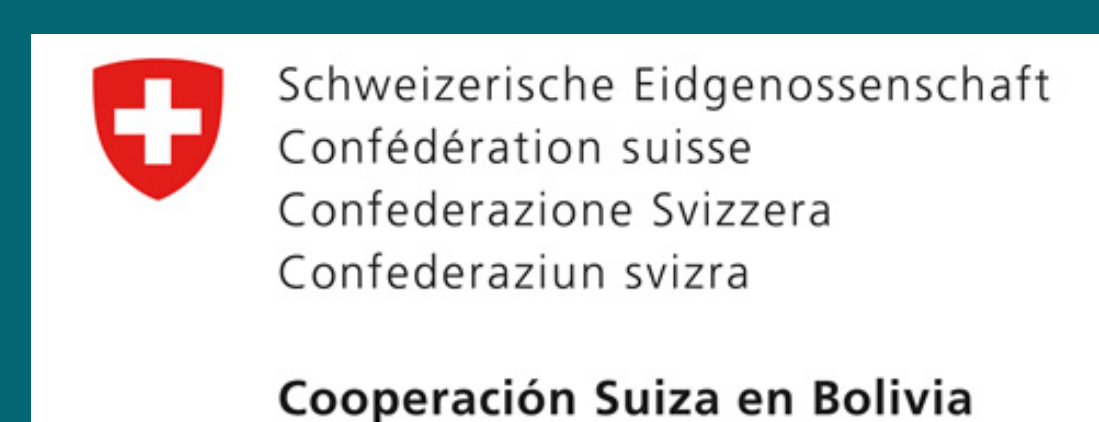 Schweizerische Eidgenossenschaft
Confédération suisse
Confederazione Svizzera
Confederaziun svizra
Cooperación Suiza en Bolivia